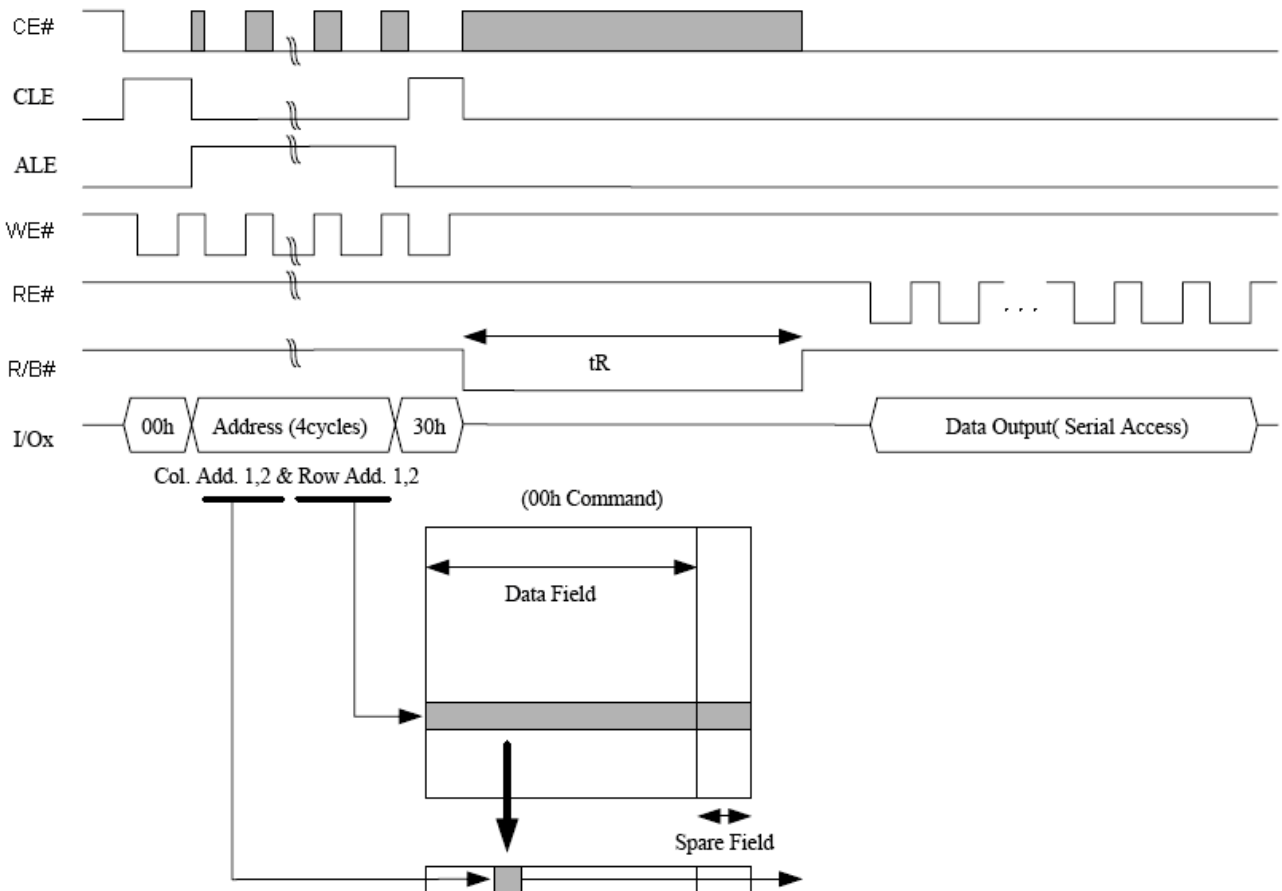 CE#
CLE
ALE
WE#
RE#
. . .
R/B#
tR
I/Ox
00h
Address (4cycles)
30h
Data Output( Serial Access)
Col. Add. 1,2 & Row Add. 1,2
(00h Command)
Data Field
Spare Field